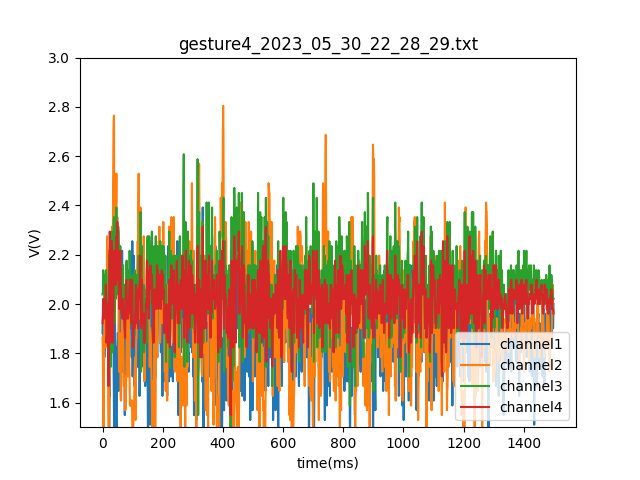 gesture4_2023_05_30_22_28_29.txt
3.0
2.8
2.6
2.4
2.2
2.0
1.8
1.6
V(V)
channel1
channel2
channel3
channel4
0 200 400 600 800 1000 1200 1400
time(ms)